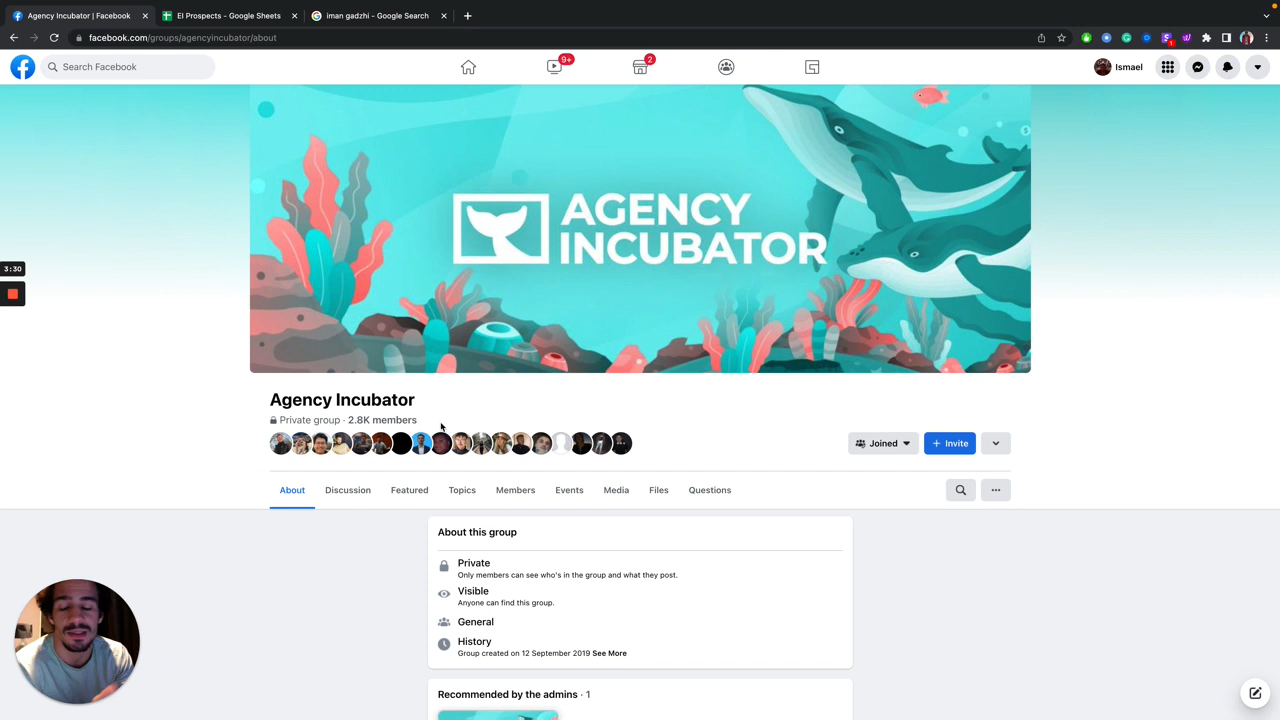 Agency Incubator | Facebook
EI Prospects - Google Sheets
iman gadzhi - Google Search
facebook.com/groups/agencyincubator/about
1
Search Facebook
9+
2
Ismael
AGENCY
INCUBATOR
3:30
Agency Incubator
Private group · 2.8K members
Joined
+ Invite
About
Discussion
Featured
Topics
Members
Events
Media
Files
Questions
About this group
Private
Only members can see who's in the group and what they post.
Visible
Anyone can find this group.
General
History
Group created on 12 September 2019 See More
Recommended by the admins · 1